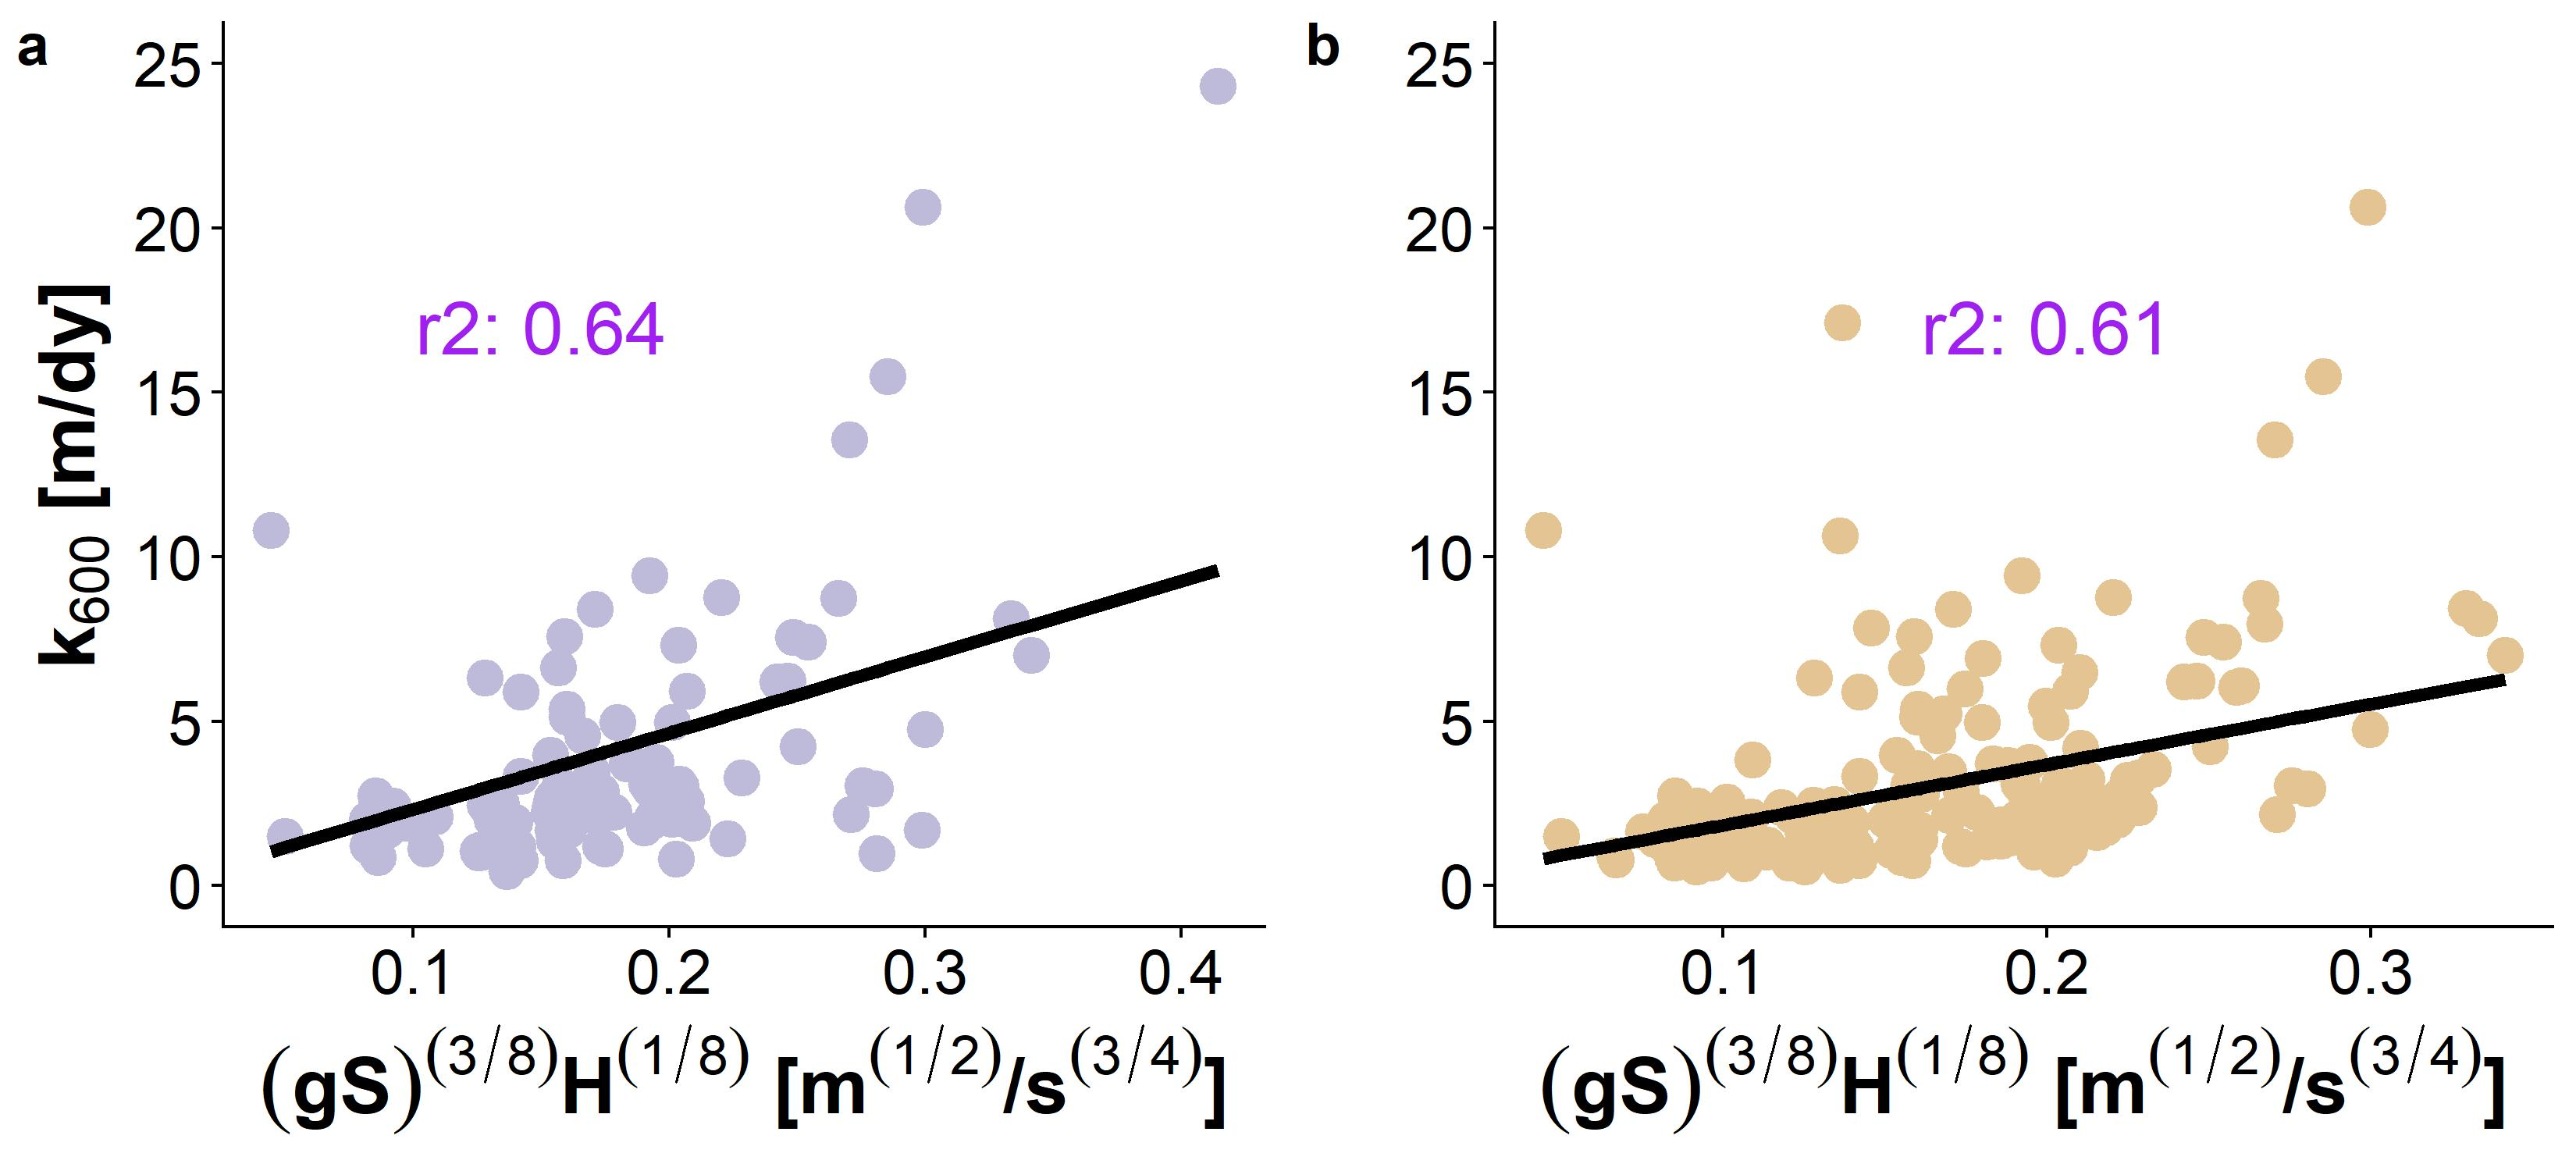 a
25
20
15
10
5
0
k600 [m/dy]
r2: 0.64
0.1 0.2 0.3 0.4
(gS)^(3/8)H^(1/8) [m^(1/2)/s^(3/4)]
b
25
20
15
10
5
0
r2: 0.61
0.1 0.2 0.3
(gS)^(3/8)H^(1/8) [m^(1/2)/s^(3/4)]